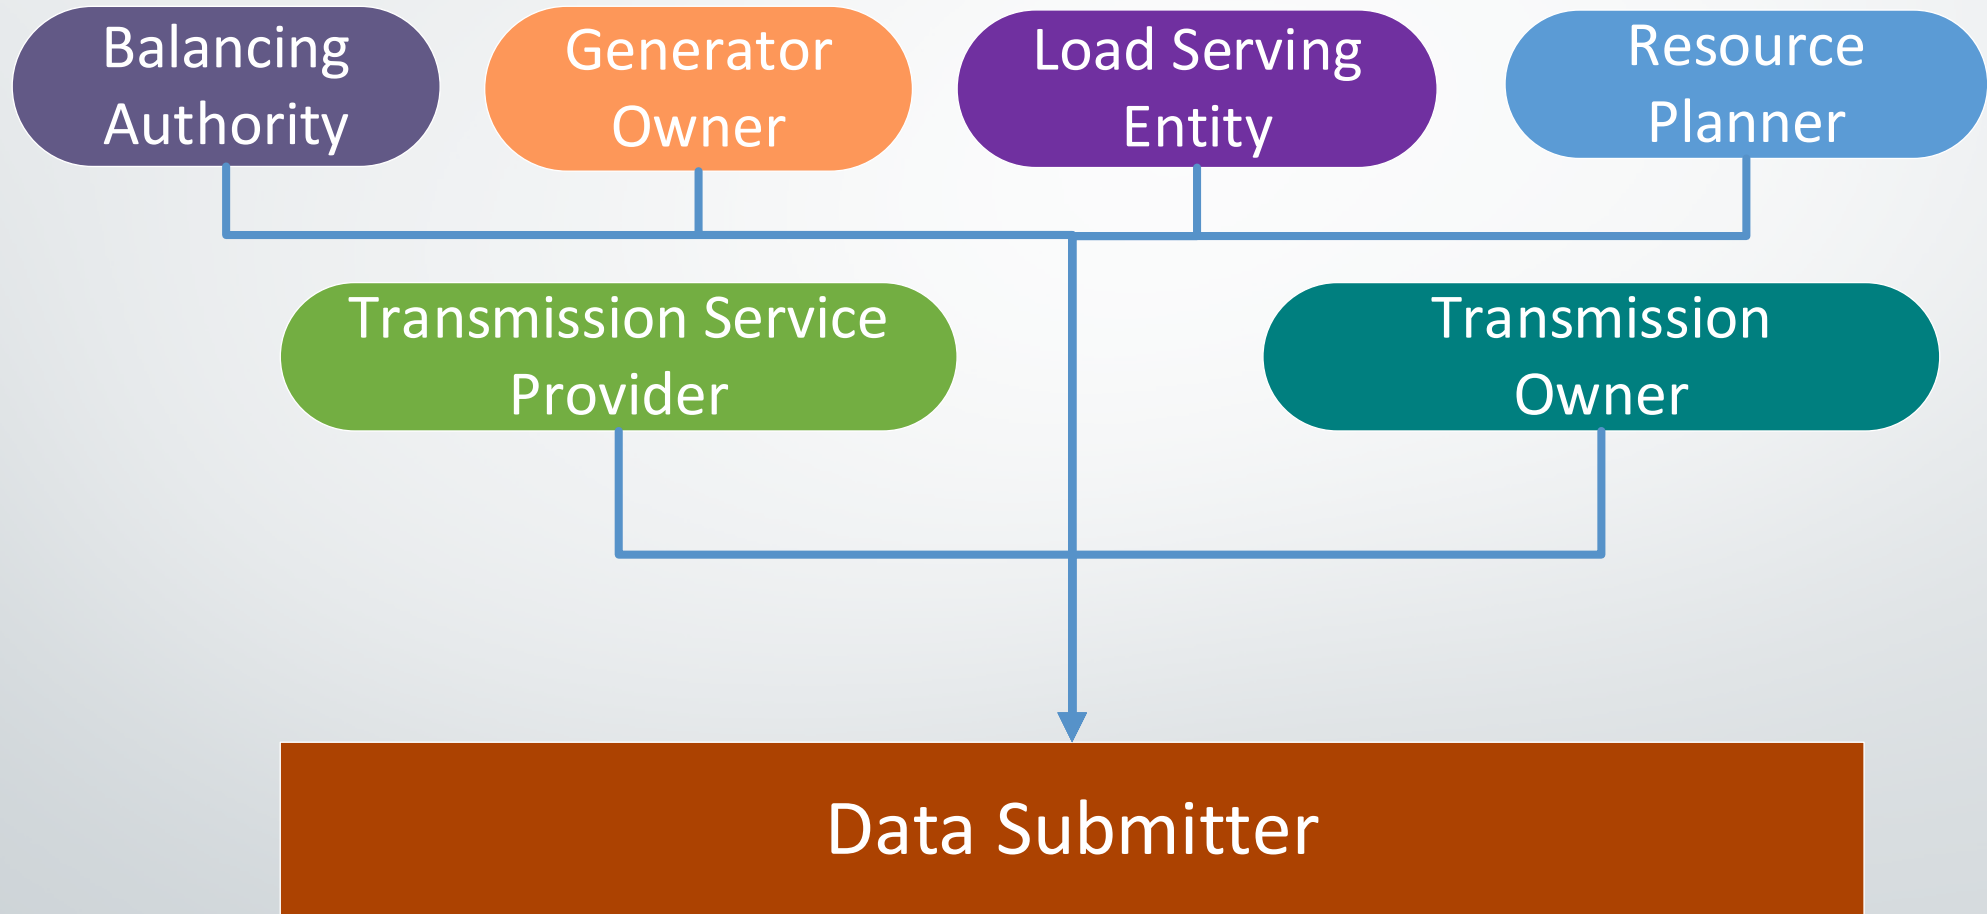 Balancing
Authority
Generator
Owner
Load Serving
Entity
Resource
Planner
Transmission Service
Provider
Transmission
Owner
Data Submitter